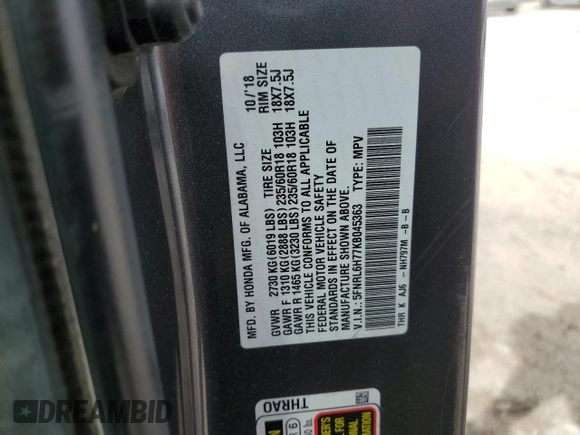 MFD. BY HONDA MFG. OF ALABAMA, LLC 10/'18
GVWR 2730 KG(6019 LBS) TIRE SIZE RIM SIZE
GAWR F 1310 KG(2888 LBS)235/60R18 103H 18X7.5J
GAWR R 1465 KG(3230 LBS)235/60R18 103H 18X7.5J
THIS VEHICLE CONFORMS TO ALL APPLICABLE
FEDERAL MOTOR VEHICLE SAFETY
STANDARDS IN EFFECT ON THE DATE OF
MANUFACTURE SHOWN ABOVE.
V.I.N.: 5FNRL6H77KB045363 TYPE: MPV
THR K AJ6 - NH797M -B - B
THRA0
DREAMBID